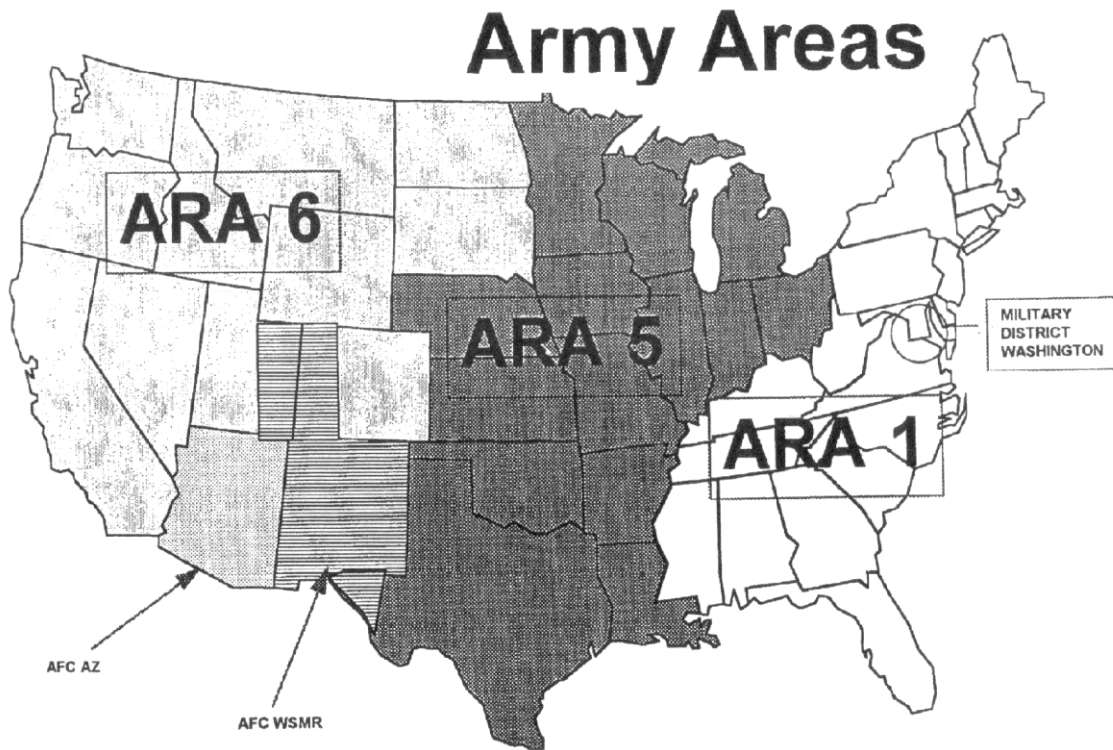 Army Areas
ARA 6
ARA 5
ARA 1
MILITARY
DISTRICT
WASHINGTON
AFC AZ
AFC WSMR